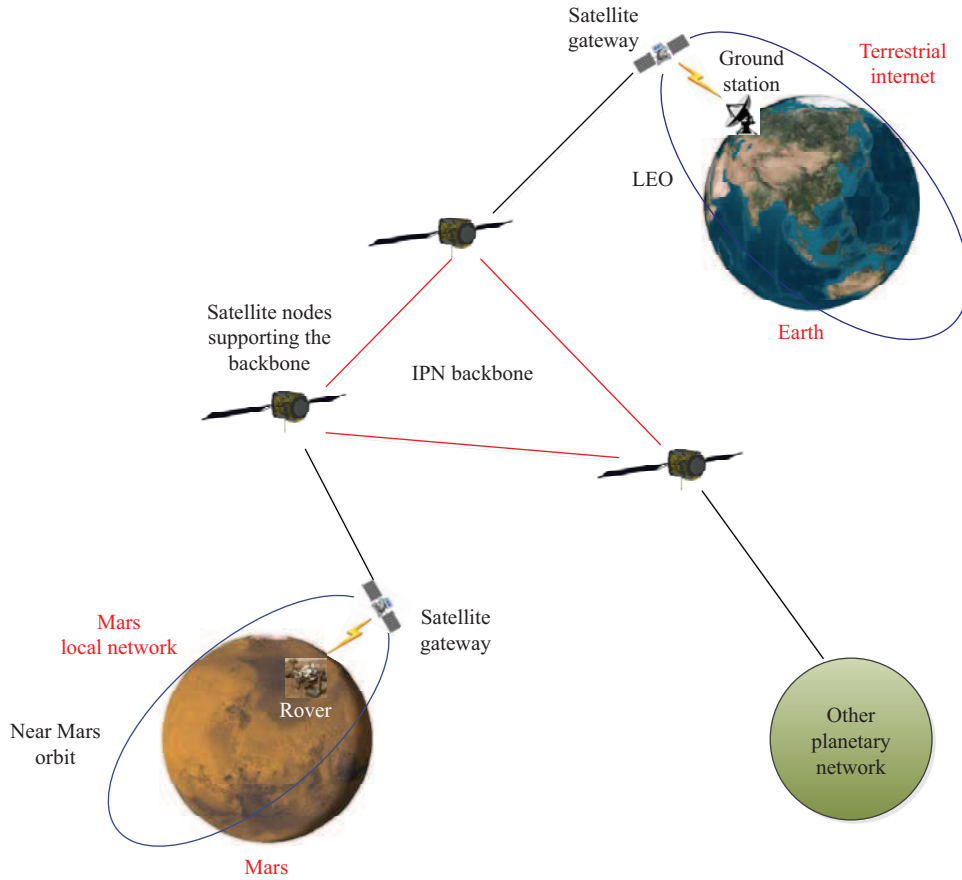 Satellite
gateway
Ground
station
Terrestrial
internet
LEO
Earth
Satellite nodes
supporting the
backbone
IPN backbone
Mars
local network
Satellite
gateway
Rover
Near Mars
orbit
Other
planetary
network
Mars